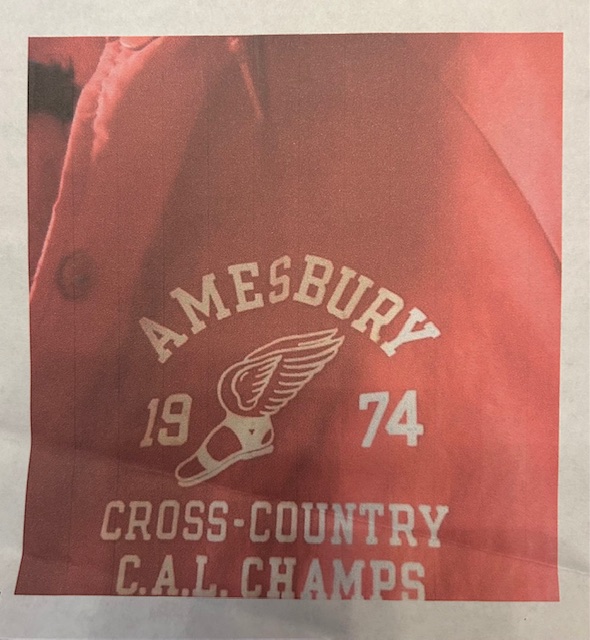 AMESBURY
19 74
CROSS-COUNTRY
C.A.L. CHAMPS